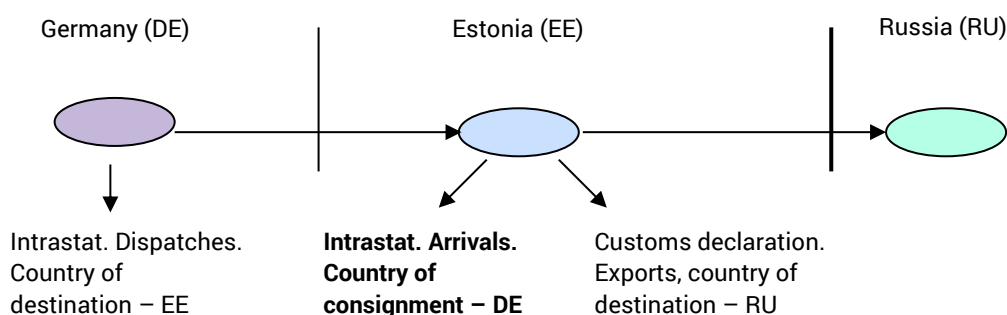 Germany (DE)
Estonia (EE)
Russia (RU)
Intrastat. Dispatches.
Country of
destination – EE
Intrastat. Arrivals.
Country of
consignment – DE
Customs declaration.
Exports, country of
destination – RU